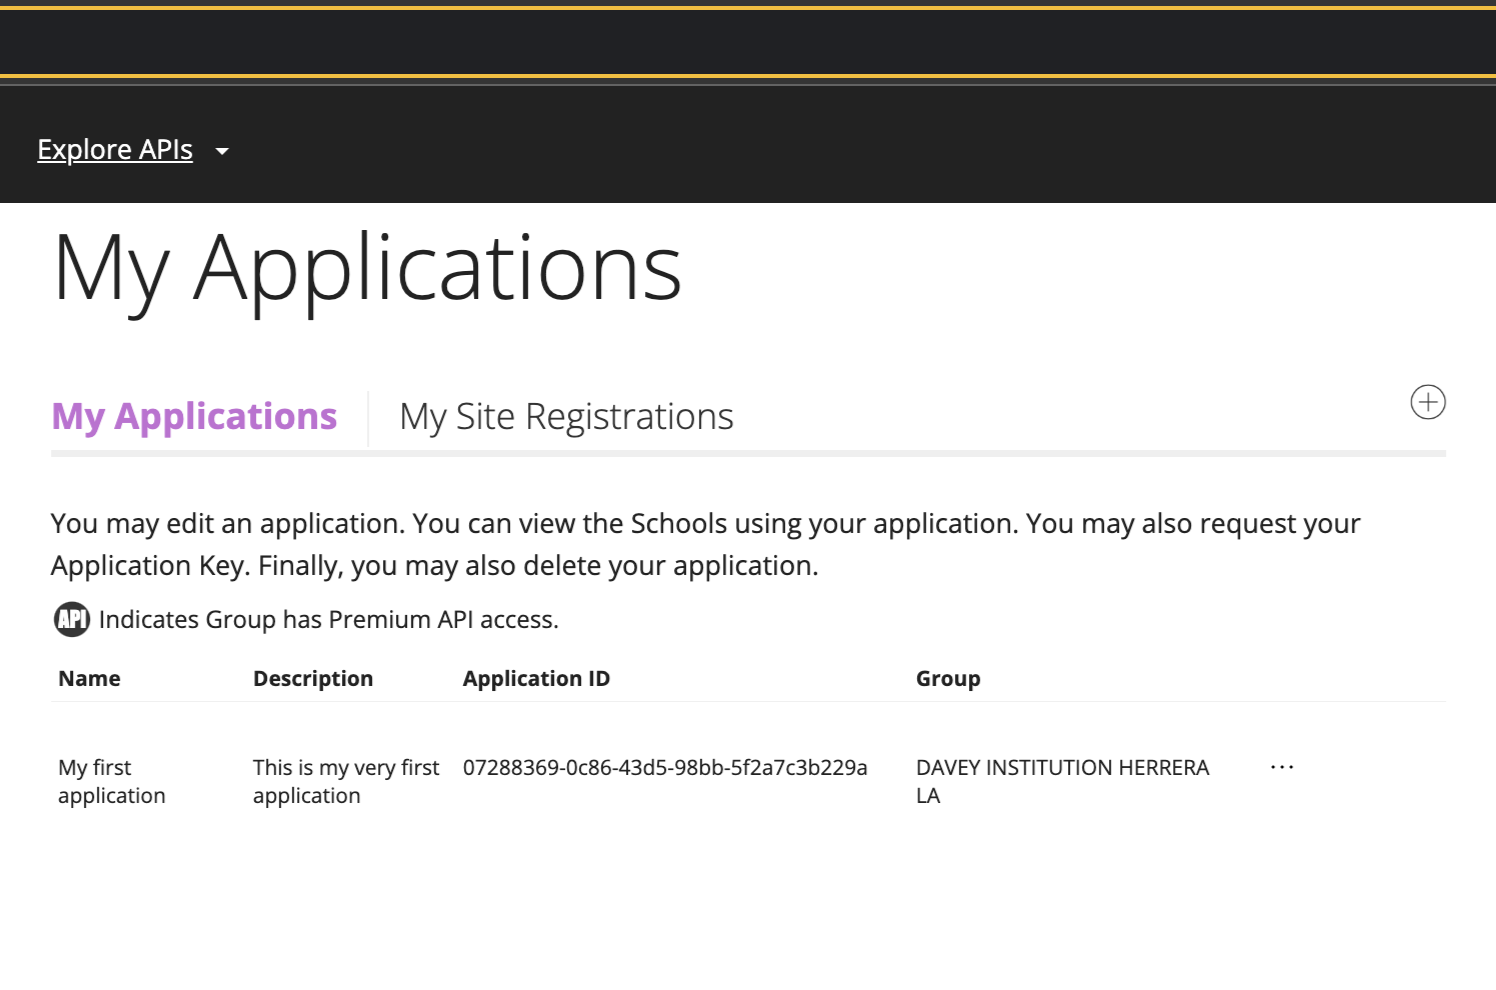 Explore APIs
My Applications
My Applications
My Site Registrations
You may edit an application. You can view the Schools using your application. You may also request your
Application Key. Finally, you may also delete your application.
API Indicates Group has Premium API access.
Name Description Application ID Group
My first This is my very first 07288369-0c86-43d5-98bb-5f2a7c3b229a DAVEY INSTITUTION HERRERA ...
application application LA